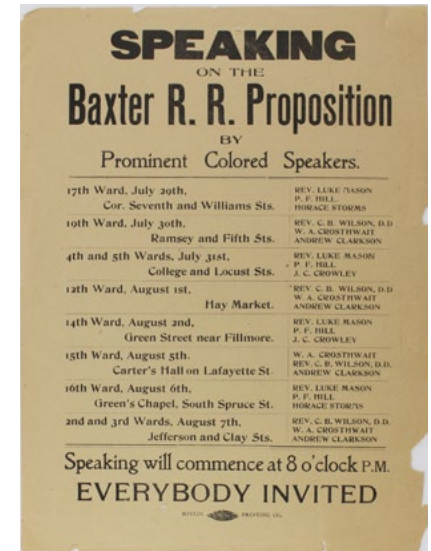 SPEAKING
ON THE
Baxter R. R. Proposition
BY
Prominent Colored Speakers.
17th Ward, July 29th,
Cor. Seventh and Williams Sts.
REV. LUKE MASON
P. F. HILL,
HORACE STORMS
19th Ward, July 30th,
Ramsey and Fifth Sts.
REV. C. B. WILSON, D.D
W. A. CROSTHWAIT
ANDREW CLARKSON
4th and 5th Wards, July 31st,
College and Locust Sts.
REV. LUKE MASON
P. F. HILL
J. C. CROWLEY
12th Ward, August 1st,
Hay Market.
REV. C. B. WILSON, D.D.
W. A. CROSTHWAIT
ANDREW CLARKSON
14th Ward, August 2nd,
Green Street near Fillmore.
REV. LUKE MASON
P. F. HILL
J. C. CROWLEY
15th Ward, August 5th.
Carter's Hall on Lafayette St.
W. A. CROSTHWAIT
REV. C. B. WILSON, D.D.
ANDREW CLARKSON
16th Ward, August 6th,
Green's Chapel, South Spruce St.
REV. LUKE MASON
P. F. HILL
HORACE STORMS
2nd and 3rd Wards, August 7th,
Jefferson and Clay Sts.
REV. C. B. WILSON, D.D.
W. A. CROSTHWAIT
ANDREW CLARKSON
Speaking will commence at 8 o'clock P.M.
EVERYBODY INVITED
PRINTING CO.